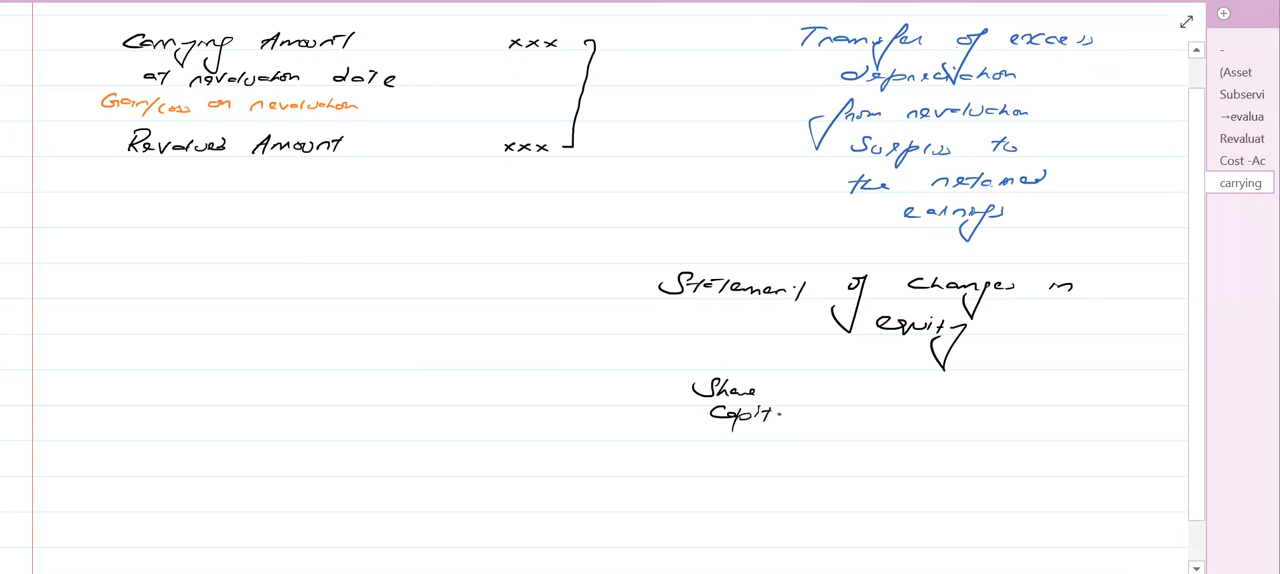 Carrying Amount xxx
at revaluation date
Gain/loss on revaluation
Revalued Amount xxx
Transfer of excess
depreciation
from revaluation
surplus to
the retained
earnings
Statement of changes in
equity
Share
Capit
-
(Asset
Subservi
→evalua
Revaluat
Cost -Ac
carrying